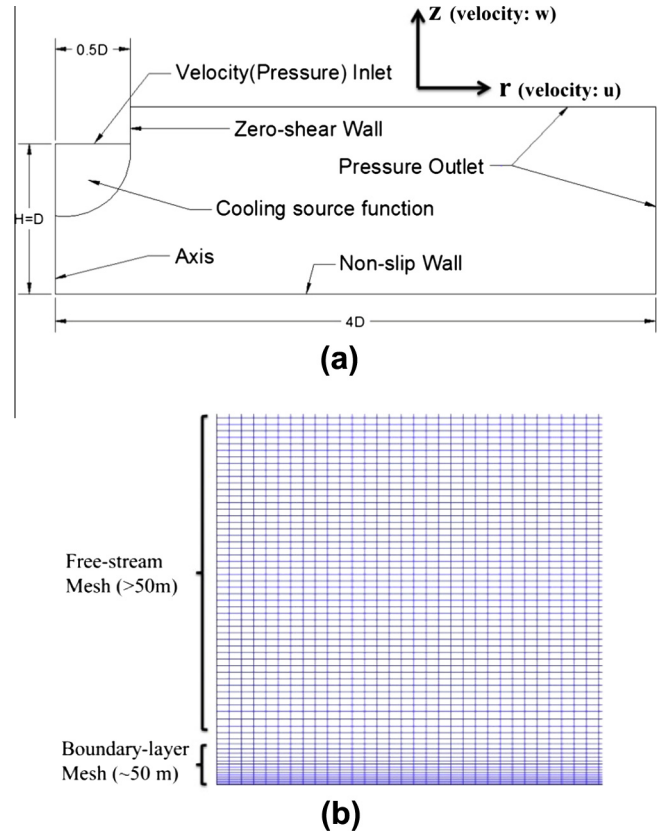 z (velocity: w)
0.5D
Velocity(Pressure) Inlet
r (velocity: u)
Zero-shear Wall
Pressure Outlet
Cooling source function
H=D
Axis
Non-slip Wall
4D
(a)
Free-stream
Mesh (>50m)
Boundary-layer
Mesh (~50 m)
(b)